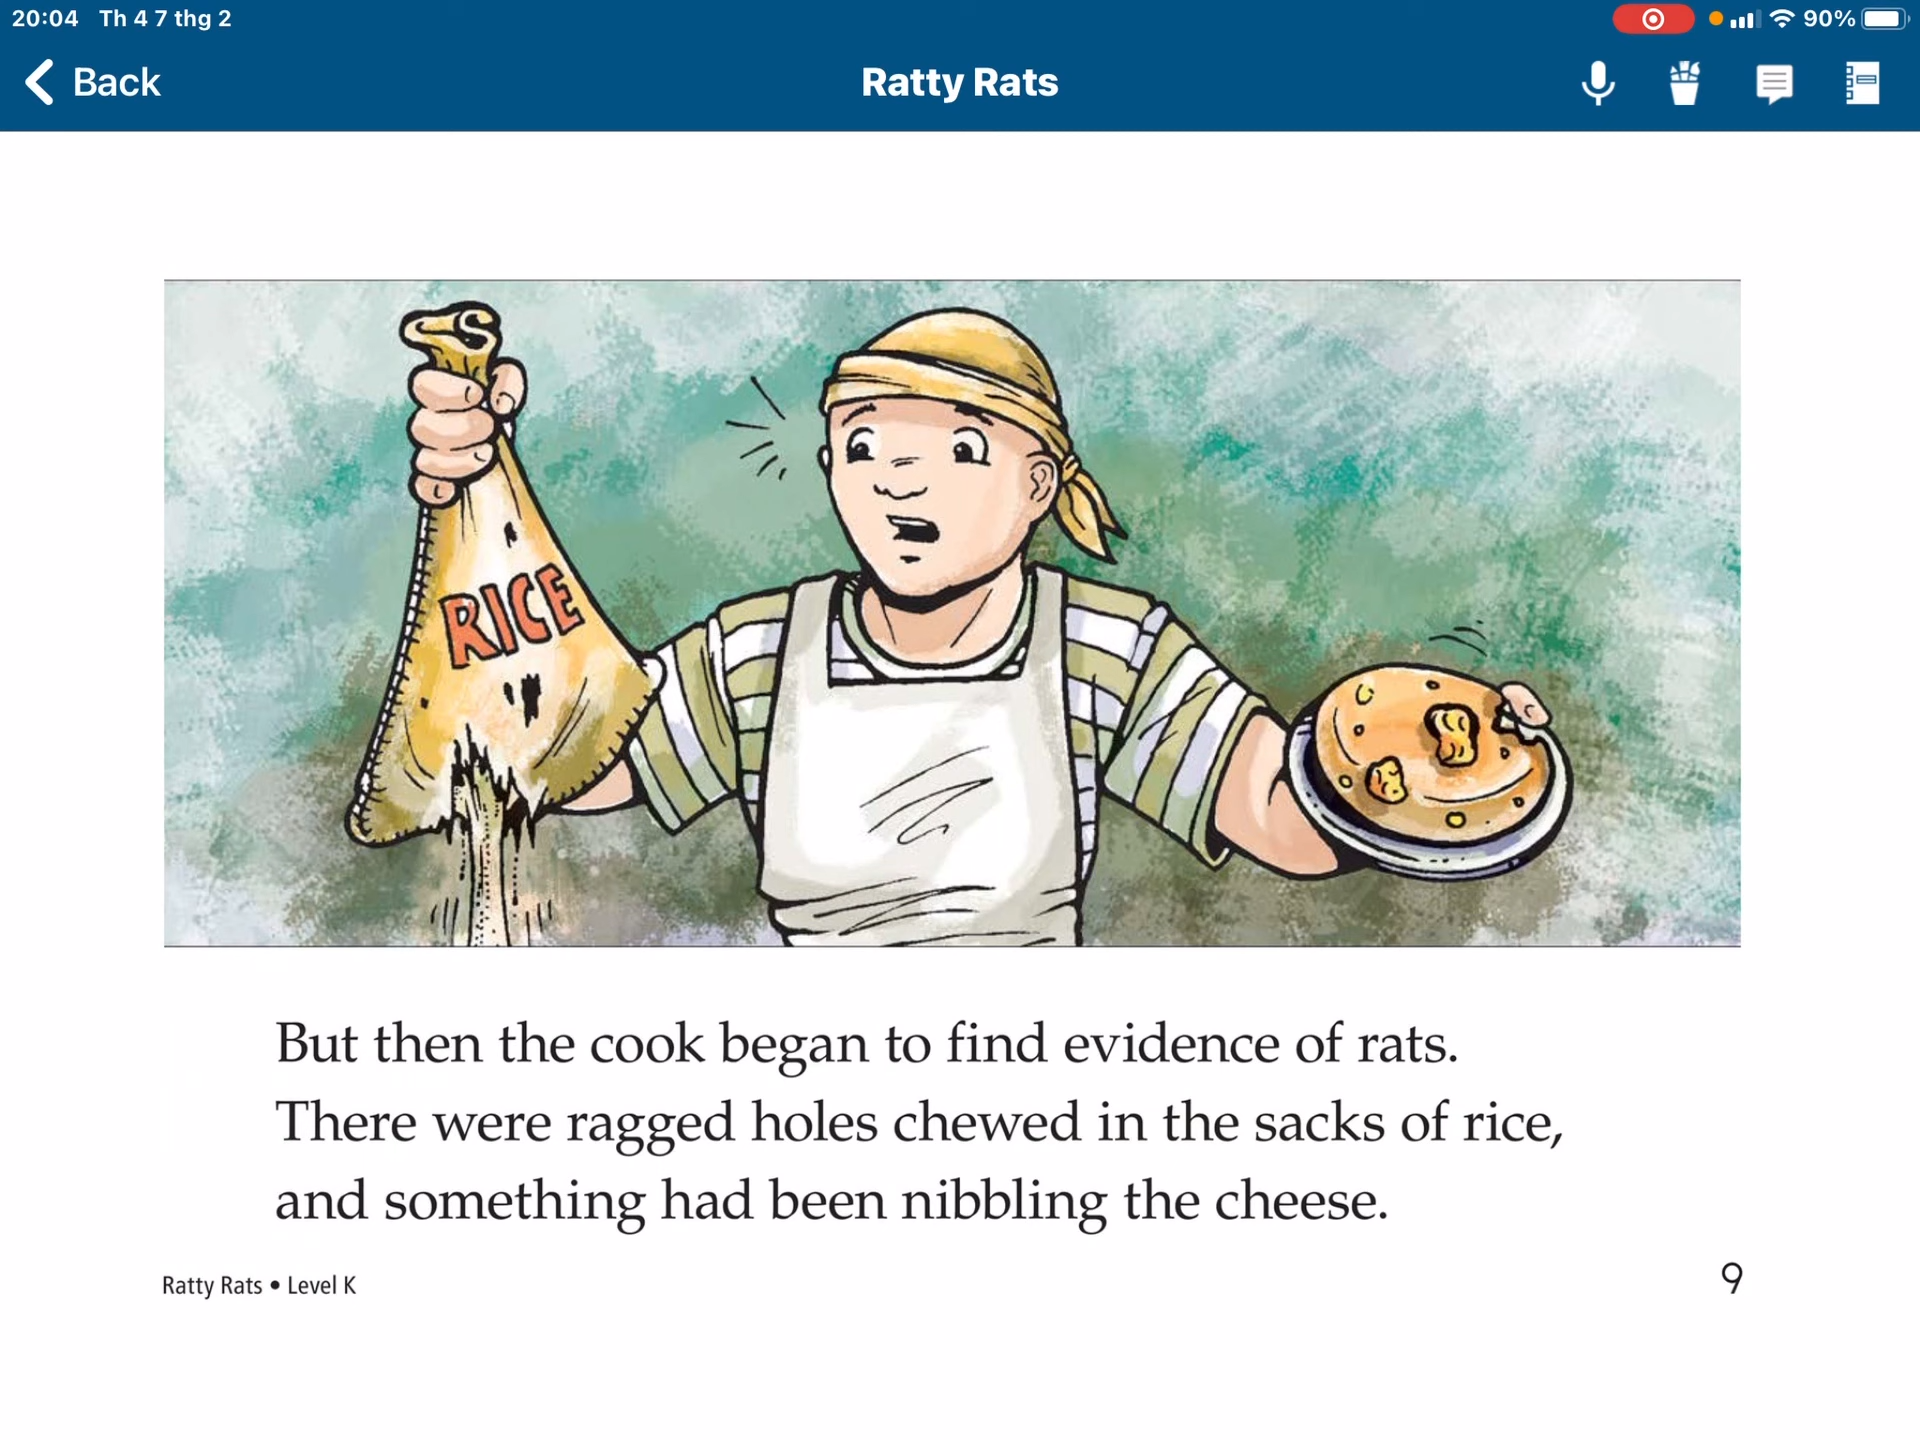 20:04 Th 4 7 thg 2 90%
Back Ratty Rats
RICE
But then the cook began to find evidence of rats.
There were ragged holes chewed in the sacks of rice,
and something had been nibbling the cheese.
Ratty Rats • Level K 9